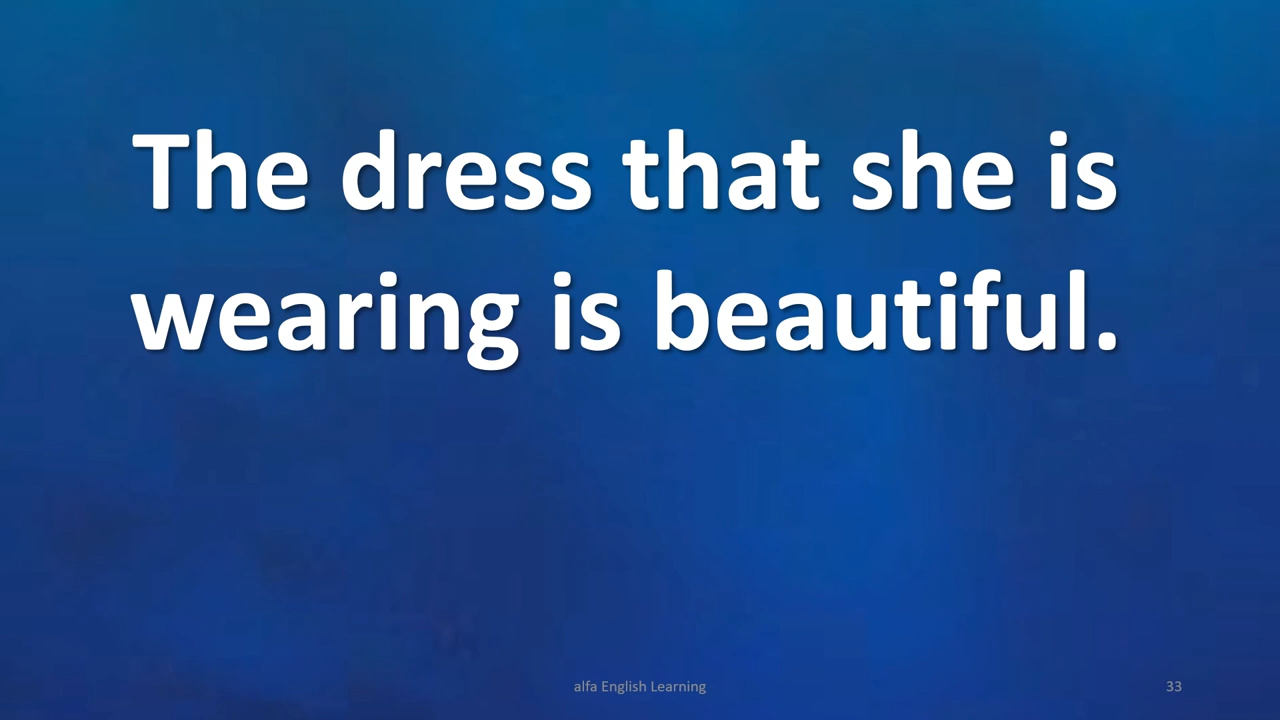 The dress that she is
wearing is beautiful.
alfa English Learning
33